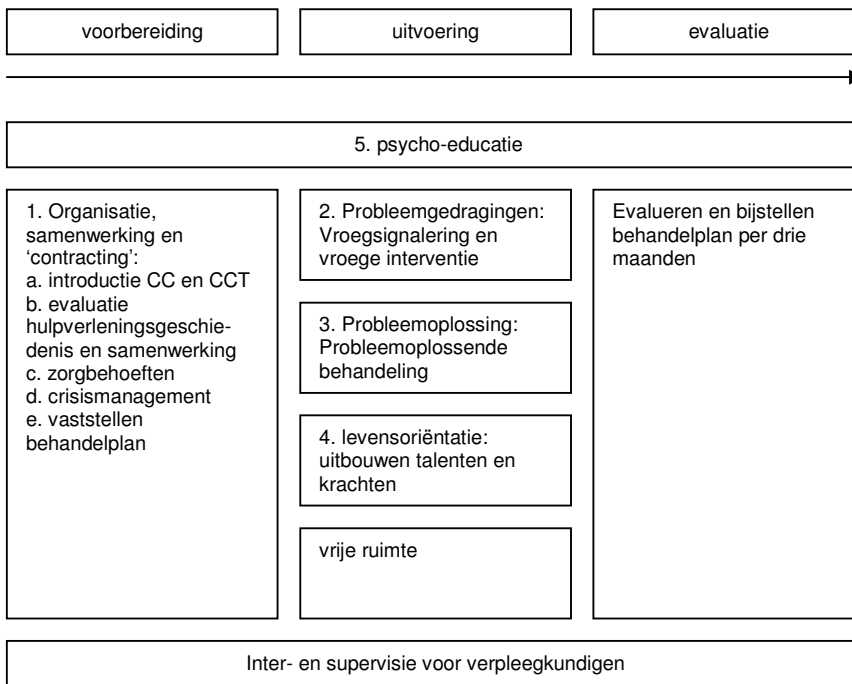 voorbereiding
uitvoering
evaluatie
5. psycho-educatie
1. Organisatie,
samenwerking en
‘contracting’:
a. introductie CC en CCT
b. evaluatie
hulpverleningsgeschie-
denis en samenwerking
c. zorgbehoeften
d. crisismanagement
e. vaststellen
behandelplan
2. Probleemgedragingen:
Vroegsignalering en
vroege interventie
3. Probleemoplossing:
Probleemoplossende
behandeling
4. levensoriëntatie:
uitbouwen talenten en
krachten
vrije ruimte
Evalueren en bijstellen
behandelplan per drie
maanden
Inter- en supervisie voor verpleegkundigen